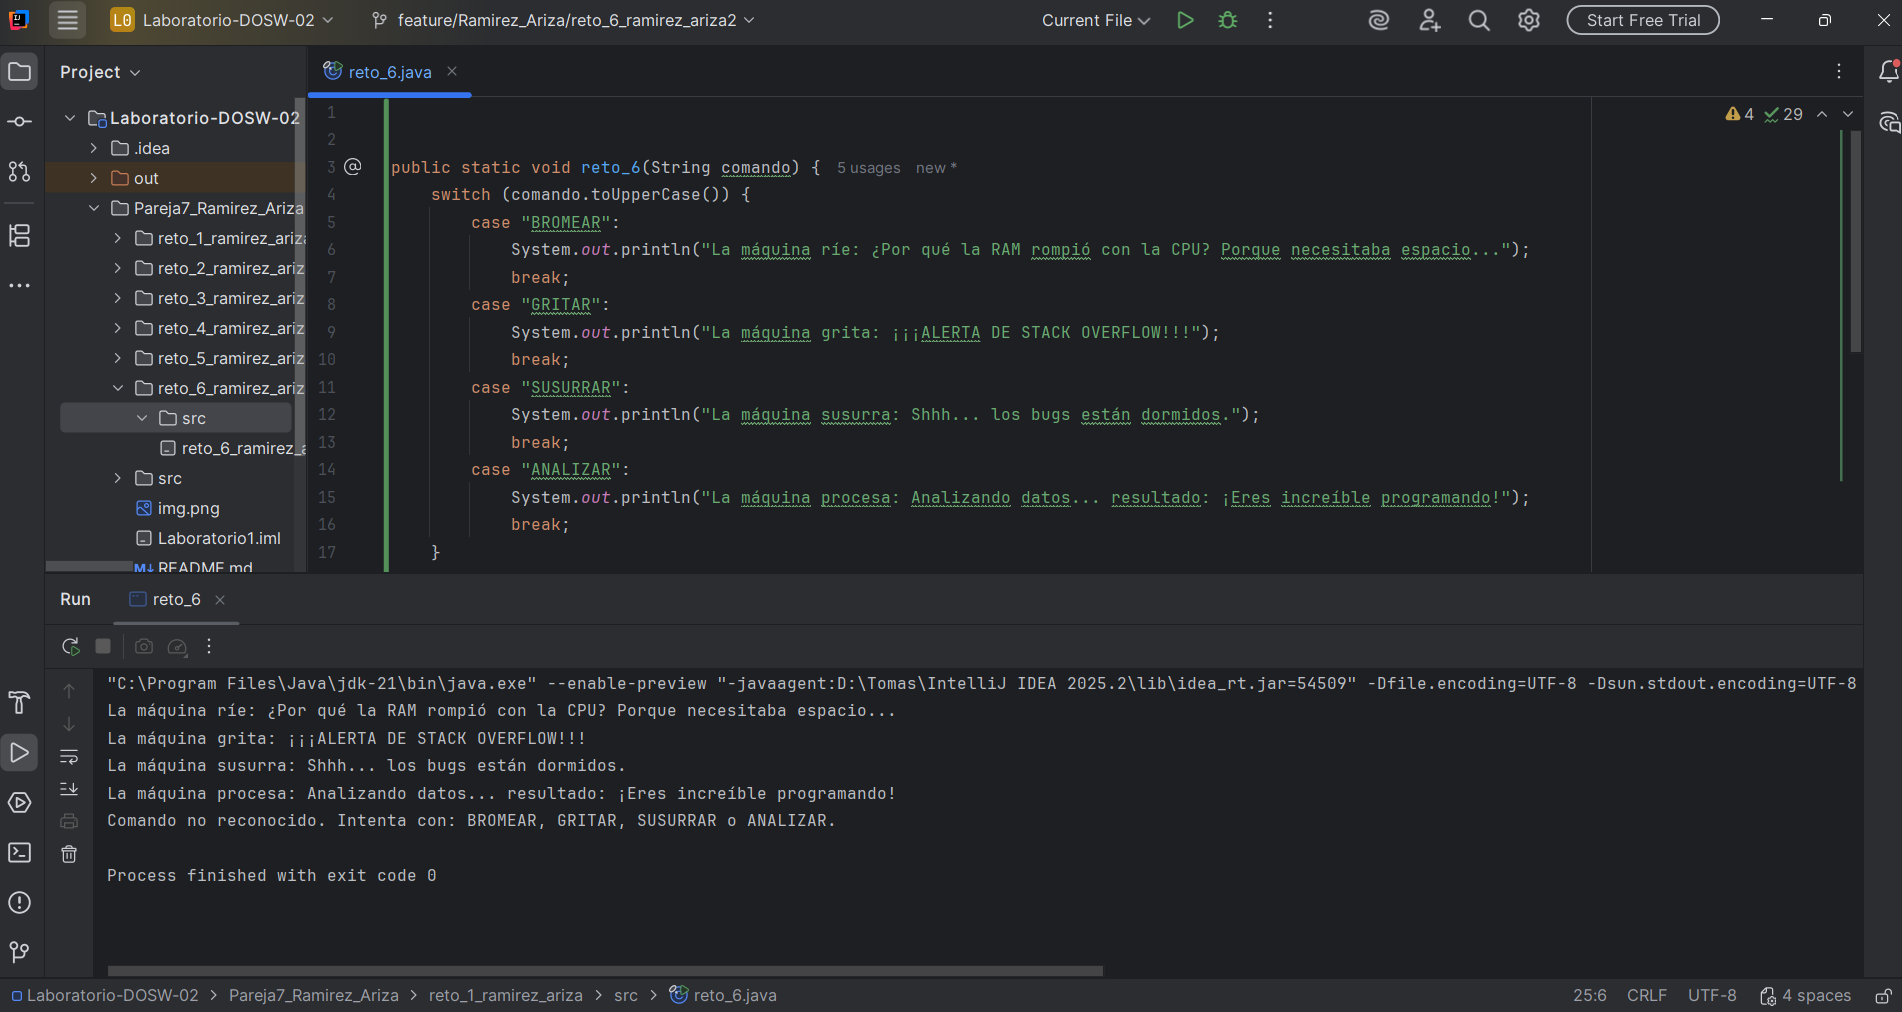 L0 Laboratorio-DOSW-02 feature/Ramirez_Ariza/reto_6_ramirez_ariza2 Current File Start Free Trial
Project
Laboratorio-DOSW-02
.idea
out
Pareja7_Ramirez_Ariza
reto_1_ramirez_ariz
reto_2_ramirez_ariz
reto_3_ramirez_ariz
reto_4_ramirez_ariz
reto_5_ramirez_ariz
reto_6_ramirez_ariz
src
reto_6_ramirez_a
src
img.png
Laboratorio1.iml
README.md
reto_6.java
4 29
1
2
3 public static void reto_6(String comando) { 5 usages new *
4 switch (comando.toUpperCase()) {
5 case "BROMEAR":
6 System.out.println("La máquina ríe: ¿Por qué la RAM rompió con la CPU? Porque necesitaba espacio...");
7 break;
8 case "GRITAR":
9 System.out.println("La máquina grita: ¡¡¡ALERTA DE STACK OVERFLOW!!!");
10 break;
11 case "SUSURRAR":
12 System.out.println("La máquina susurra: Shhh... los bugs están dormidos.");
13 break;
14 case "ANALIZAR":
15 System.out.println("La máquina procesa: Analizando datos... resultado: ¡Eres increíble programando!");
16 break;
17 }
Run reto_6
"C:\Program Files\Java\jdk-21\bin\java.exe" --enable-preview "-javaagent:D:\Tomas\IntelliJ IDEA 2025.2\lib\idea_rt.jar=54509" -Dfile.encoding=UTF-8 -Dsun.stdout.encoding=UTF-8
La máquina ríe: ¿Por qué la RAM rompió con la CPU? Porque necesitaba espacio...
La máquina grita: ¡¡¡ALERTA DE STACK OVERFLOW!!!
La máquina susurra: Shhh... los bugs están dormidos.
La máquina procesa: Analizando datos... resultado: ¡Eres increíble programando!
Comando no reconocido. Intenta con: BROMEAR, GRITAR, SUSURRAR o ANALIZAR.
Process finished with exit code 0
Laboratorio-DOSW-02 > Pareja7_Ramirez_Ariza > reto_1_ramirez_ariza > src > reto_6.java 25:6 CRLF UTF-8 4 spaces